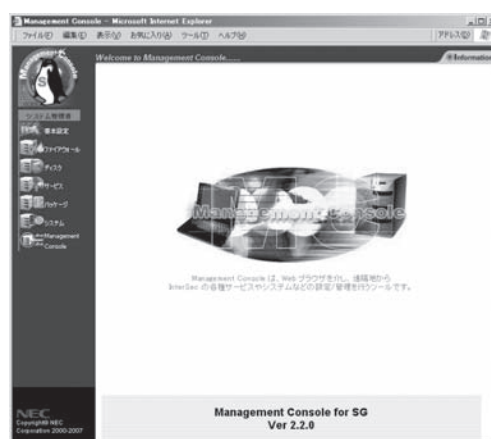 Management Console - Microsoft Internet Explorer
ファイル(F) 編集(E) 表示(V) お気に入り(A) ツール(T) ヘルプ(H)
アドレス(D)
Management Console
Welcome to Management Console......
Information
システム管理者
基本設定
ファイアウォール
ディスク
サービス
パッケージ
システム
Management
Console
Management Console
Management Console は、Web ブラウザを介し、遠隔地から
InterSec の各種サービスやシステムなどの設定/管理を行うツールです。
NEC
Copyright© NEC
Corporation 2000-2007
Management Console for SG
Ver 2.2.0